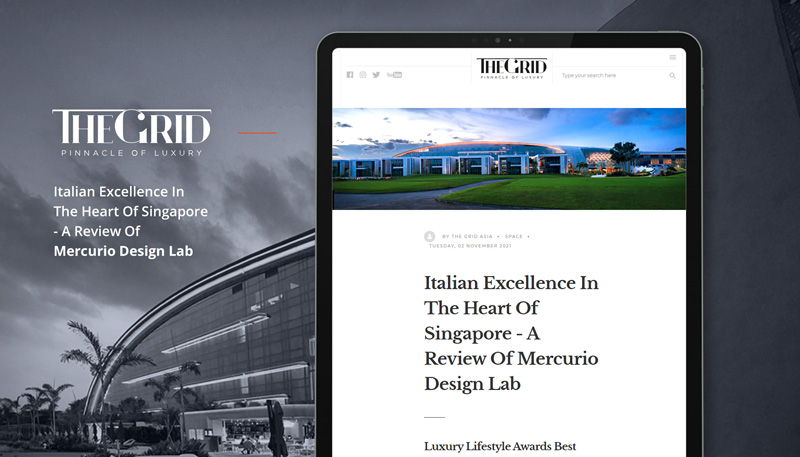 THE GRID
PINNACLE OF LUXURY
Italian Excellence In
The Heart Of Singapore
- A Review Of
Mercurio Design Lab
You Tube
THE GRID
PINNACLE OF LUXURY
Type your search here
BY THE GRID ASIA • SPACE •
TUESDAY, 02 NOVEMBER 2021
Italian Excellence In
The Heart Of
Singapore - A
Review Of Mercurio
Design Lab
Luxury Lifestyle Awards Best